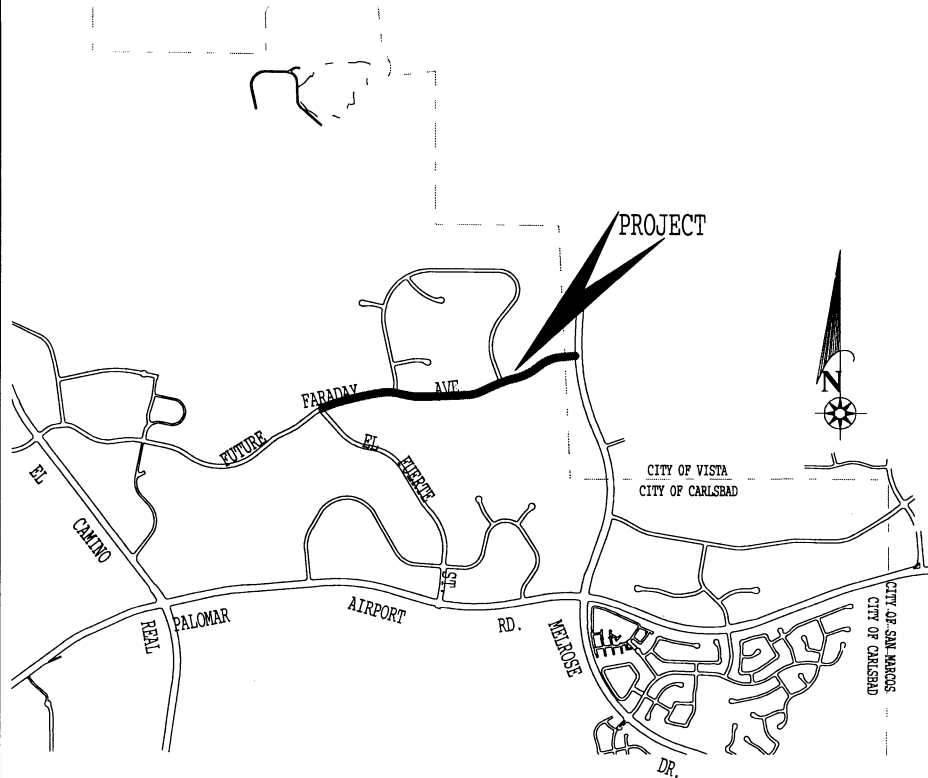 PROJECT
N
FARADAY AVE
FUTURE
EL FUERTE ST.
CITY OF VISTA
CITY OF CARLSBAD
EL CAMINO REAL
PALOMAR AIRPORT RD.
MELROSE DR.
CITY OF SAN MARCOS
CITY OF CARLSBAD